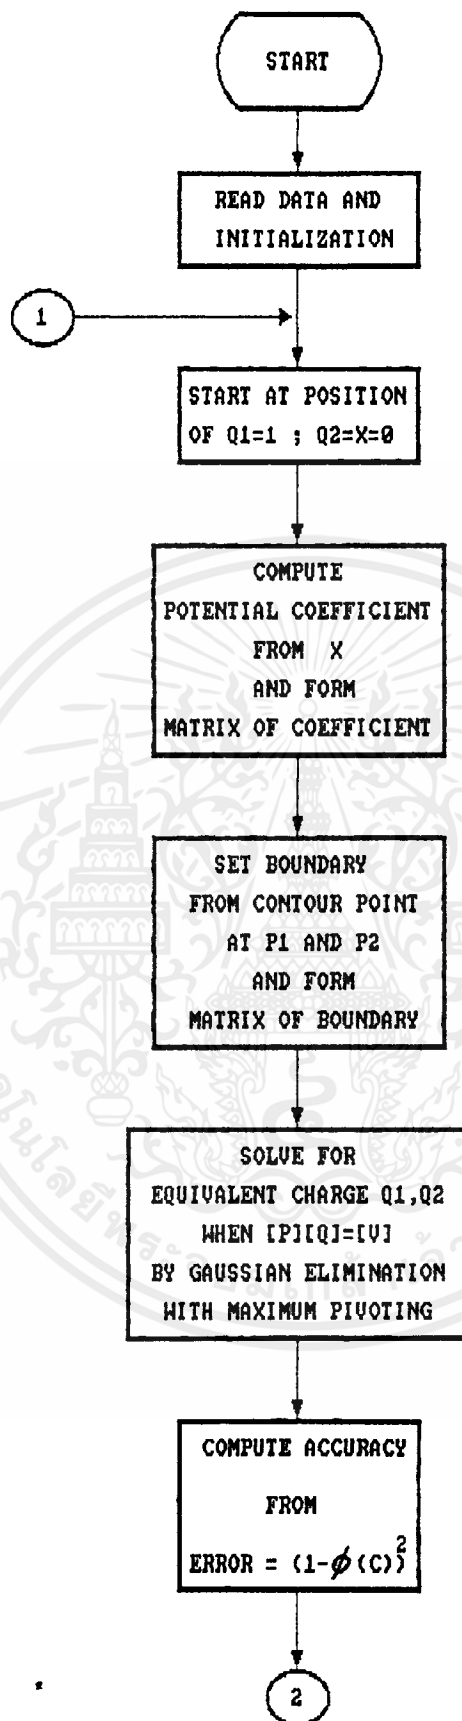 START
READ DATA AND
INITIALIZATION
1
START AT POSITION
OF Q1=1 ; Q2=X=0
COMPUTE
POTENTIAL COEFFICIENT
FROM X
AND FORM
MATRIX OF COEFFICIENT
SET BOUNDARY
FROM CONTOUR POINT
AT P1 AND P2
AND FORM
MATRIX OF BOUNDARY
SOLVE FOR
EQUIVALENT CHARGE Q1,Q2
WHEN [P][Q]=[V]
BY GAUSSIAN ELIMINATION
WITH MAXIMUM PIVOTING
COMPUTE ACCURACY
FROM
ERROR = (1-ϕ(C))²
2